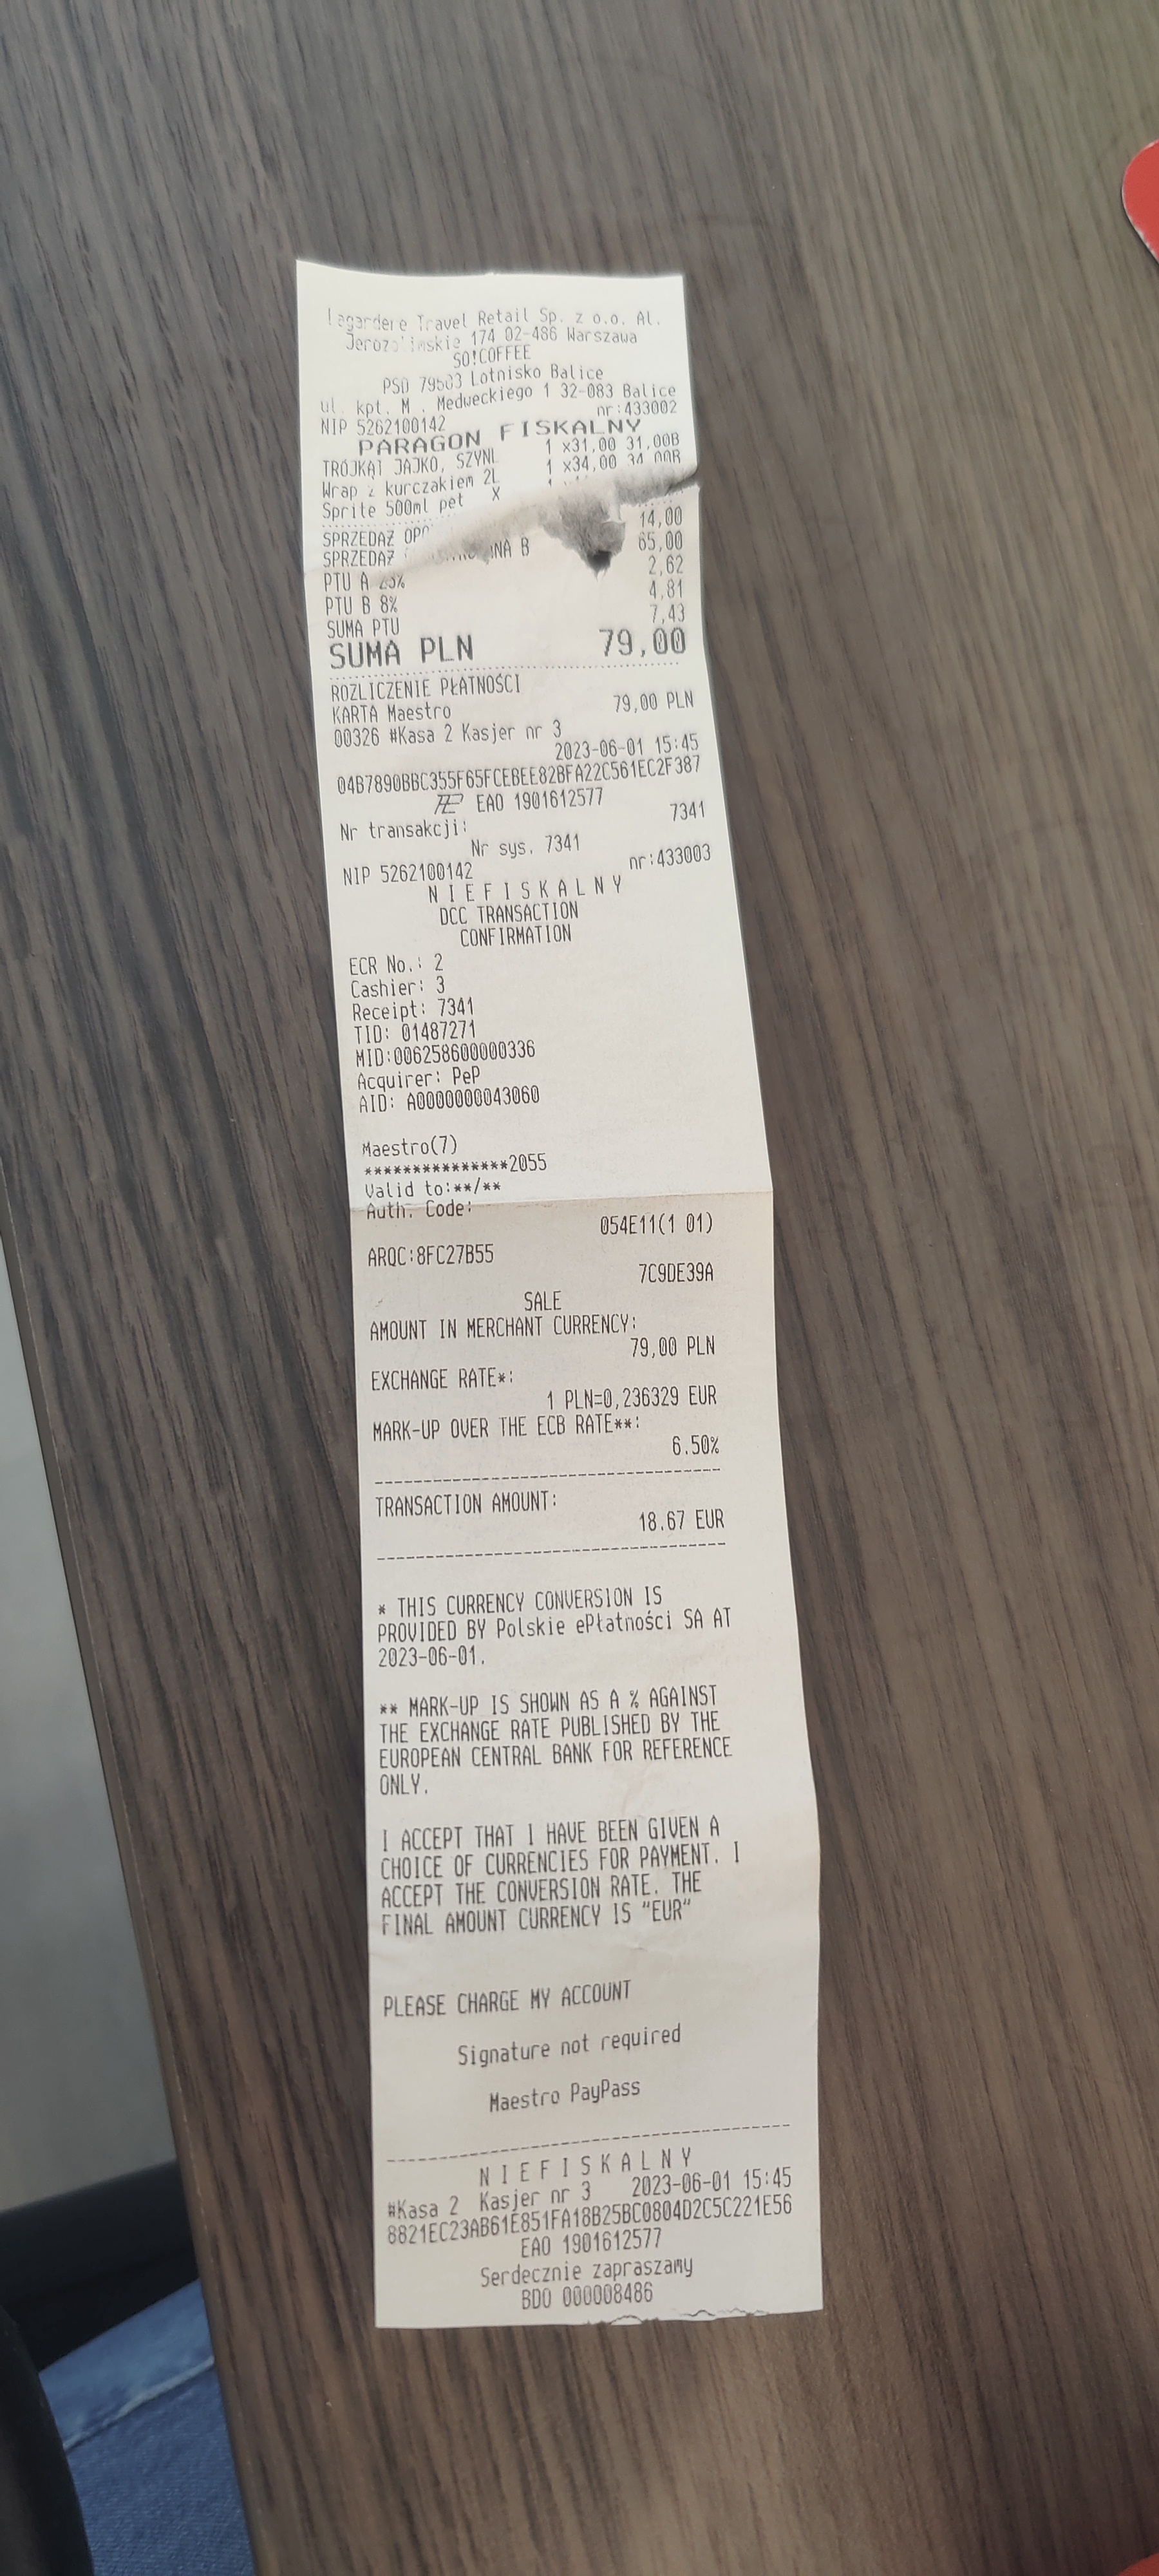 Lagardere Travel Retail Sp. z o.o. Al.
Jerozolimskie 174 02-486 Warszawa
SO!COFFEE
PSO 79503 Lotnisko Balice
ul. kpt. M . Medweckiego 1 32-083 Balice
NIP 5262100142 nr:433002
PARAGON FISKALNY
TRÓJKĄT JAJKO, SZYNK 1 x31,00 31,00B
Wrap z kurczakiem 2L 1 x34,00 34,00B
Sprite 500ml pet X
SPRZEDAŻ 14,00
SPRZEDAŻ B 65,00
PTU A 23% 2,62
PTU B 8% 4,81
SUMA PTU 7,43
SUMA PLN 79,00
ROZLICZENIE PŁATNOŚCI
KARTA Maestro 79,00 PLN
00326 #Kasa 2 Kasjer nr 3
2023-06-01 15:45
04B7890BBC355F65FCEBEE82BFA22C561EC2F387
EAO 1901612577
Nr transakcji: 7341
Nr sys. 7341
NIP 5262100142 nr:433003
N I E F I S K A L N Y
DCC TRANSACTION
CONFIRMATION
ECR No.: 2
Cashier: 3
Receipt: 7341
TID: 01487271
MID:006258600000336
Acquirer: PeP
AID: A0000000043060
Maestro(7)
***************2055
Valid to:**/**
Auth. Code:
054E11(1 01)
ARQC:8FC27B55
7C9DE39A
SALE
AMOUNT IN MERCHANT CURRENCY:
79,00 PLN
EXCHANGE RATE*:
1 PLN=0,236329 EUR
MARK-UP OVER THE ECB RATE**:
6.50%
TRANSACTION AMOUNT:
18.67 EUR
* THIS CURRENCY CONVERSION IS
PROVIDED BY Polskie ePłatności SA AT
2023-06-01.
** MARK-UP IS SHOWN AS A % AGAINST
THE EXCHANGE RATE PUBLISHED BY THE
EUROPEAN CENTRAL BANK FOR REFERENCE
ONLY.
I ACCEPT THAT I HAVE BEEN GIVEN A
CHOICE OF CURRENCIES FOR PAYMENT. I
ACCEPT THE CONVERSION RATE. THE
FINAL AMOUNT CURRENCY IS "EUR"
PLEASE CHARGE MY ACCOUNT
Signature not required
Maestro PayPass
N I E F I S K A L N Y
#Kasa 2 Kasjer nr 3 2023-06-01 15:45
8821EC23AB61E851FA18B25BC0804D2C5C221E56
EAO 1901612577
Serdecznie zapraszamy
BDO 000008486